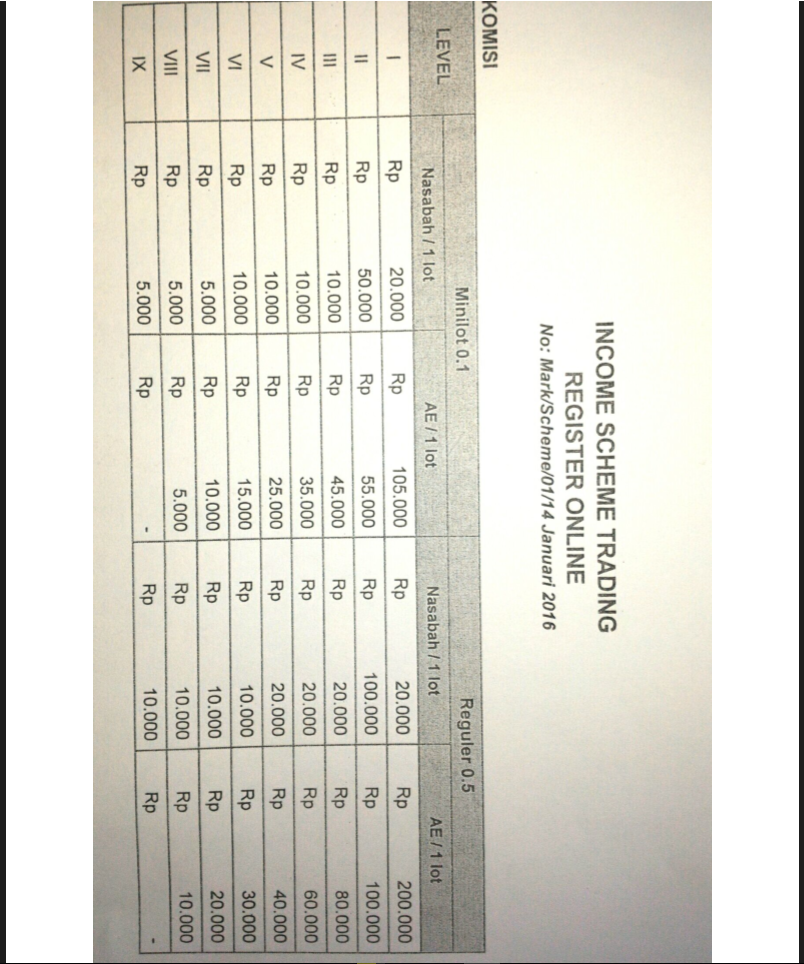 INCOME SCHEME TRADING
REGISTER ONLINE
No: Mark/Scheme/01/14 Januari 2016
KOMISI
LEVEL Minilot 0.1 Reguler 0.5
Nasabah / 1 lot AE / 1 lot Nasabah / 1 lot AE / 1 lot
I Rp 20.000 Rp 105.000 Rp 20.000 Rp 200.000
II Rp 50.000 Rp 55.000 Rp 100.000 Rp 100.000
III Rp 10.000 Rp 45.000 Rp 20.000 Rp 80.000
IV Rp 10.000 Rp 35.000 Rp 20.000 Rp 60.000
V Rp 10.000 Rp 25.000 Rp 20.000 Rp 40.000
VI Rp 10.000 Rp 15.000 Rp 10.000 Rp 30.000
VII Rp 5.000 Rp 10.000 Rp 10.000 Rp 20.000
VIII Rp 5.000 Rp 5.000 Rp 10.000 Rp 10.000
IX Rp 5.000 Rp - Rp 10.000 Rp -